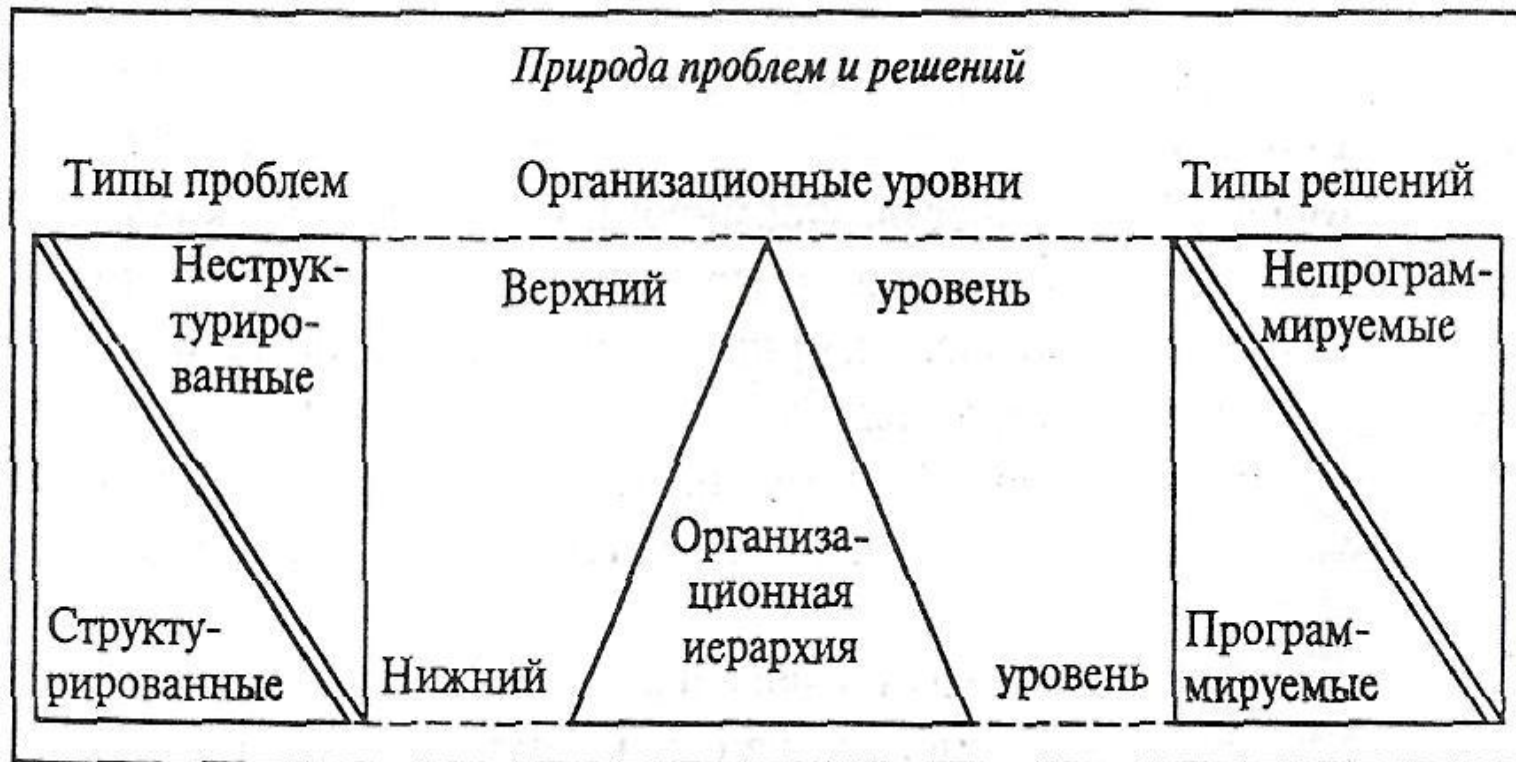 Природа проблем и решений
Типы проблем
Организационные уровни
Типы решений
Неструк-
туриро-
ванные
Верхний
уровень
Непрограм-
мируемые
Организа-
ционная
иерархия
Структу-
рированные
Нижний
уровень
Програм-
мируемые